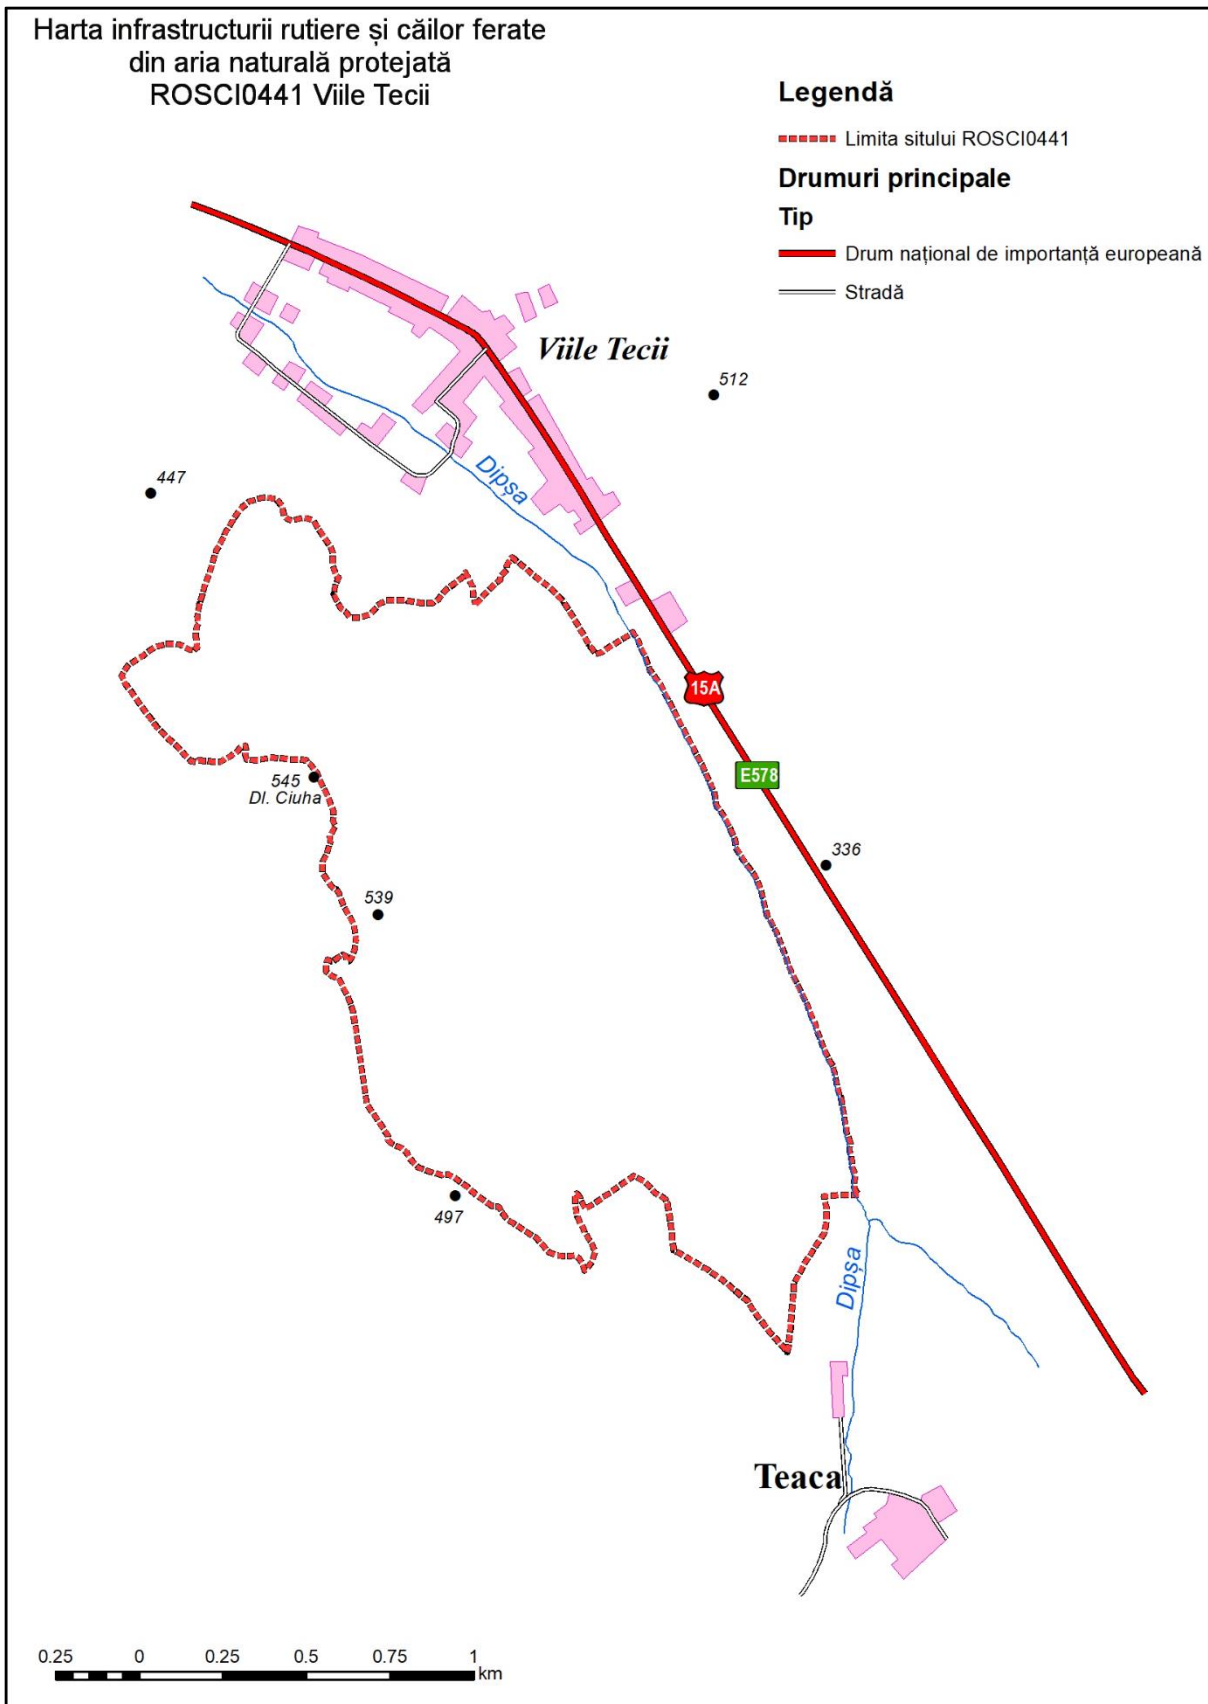 Harta infrastructurii rutiere și căilor ferate
din aria naturală protejată
ROSCI0441 Viile Tecii
Legendă
Limita sitului ROSCI0441
Drumuri principale
Tip
Drum național de importanță europeană
Stradă
Viile Tecii
512
447
Dipșa
15A
E578
545
Dl. Ciuha
336
539
497
Dipșa
Teaca
0.25 0 0.25 0.5 0.75 1
km